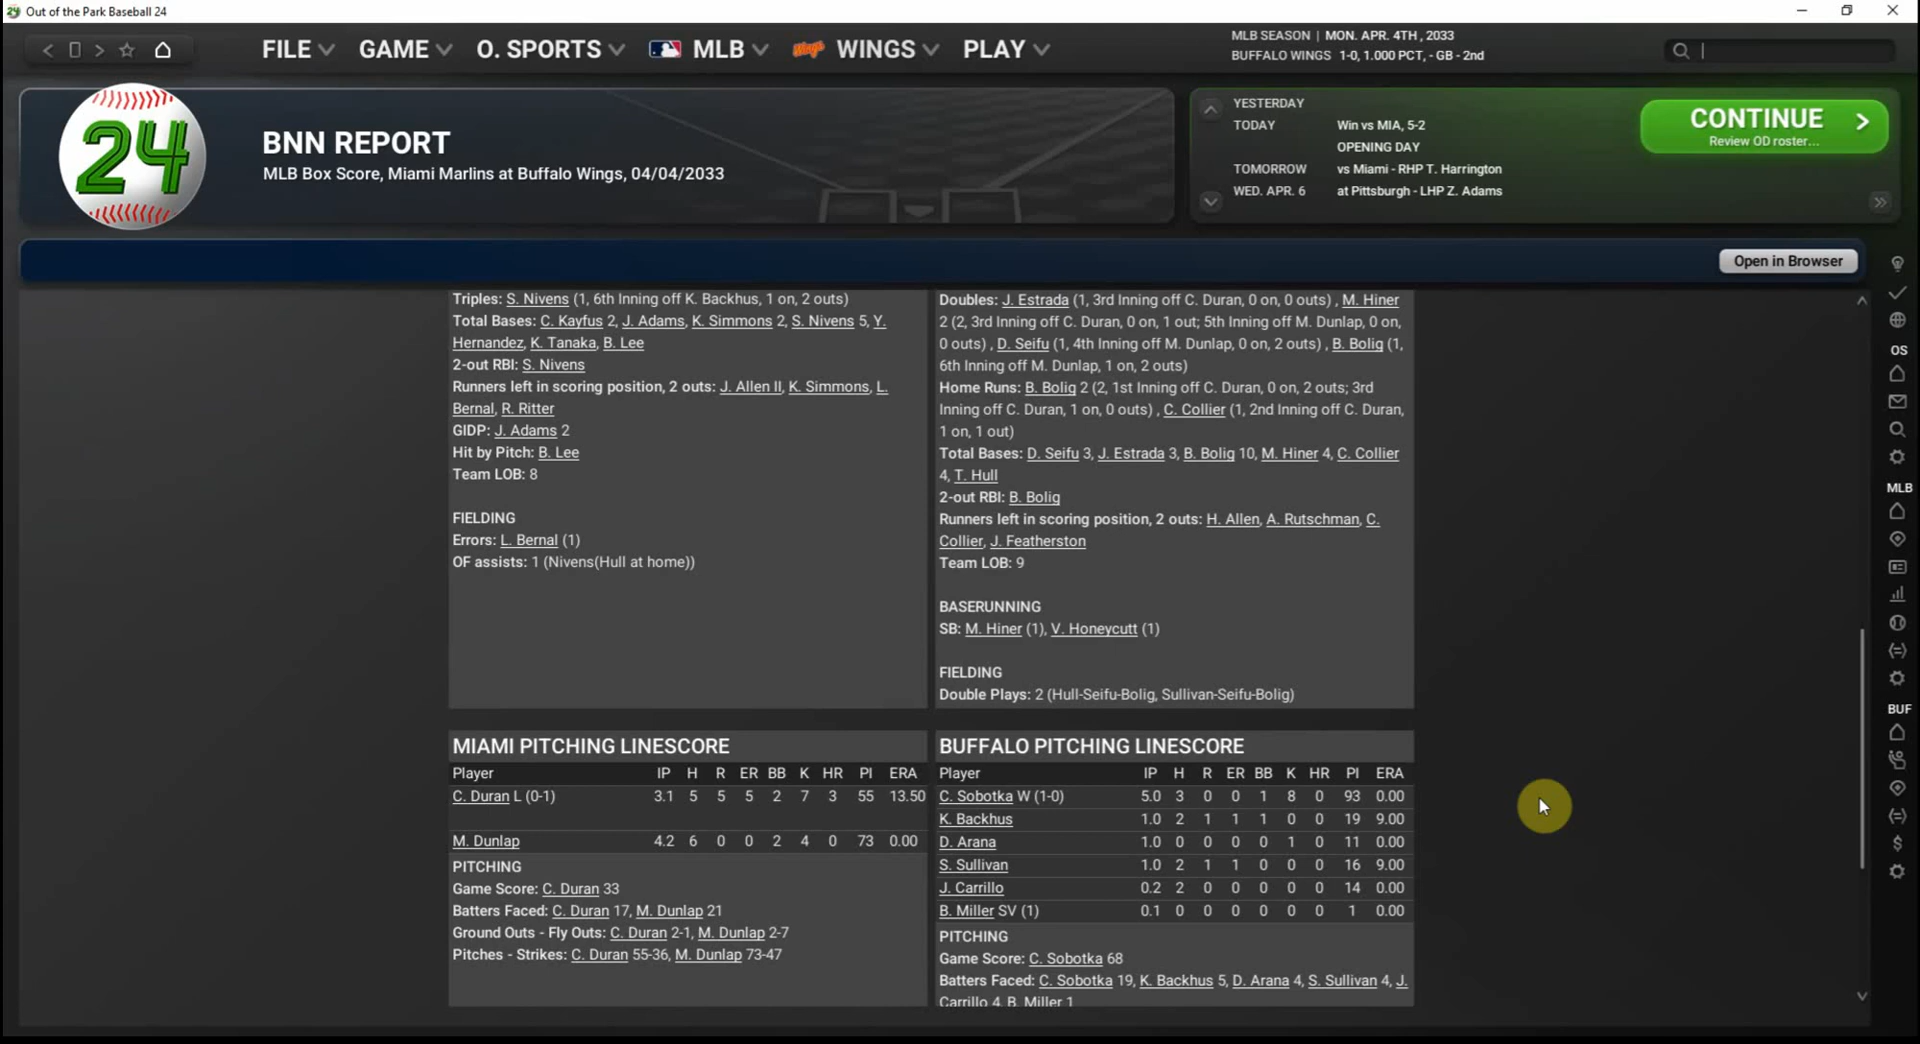 Out of the Park Baseball 24
FILE GAME O. SPORTS MLB Wings WINGS PLAY
MLB SEASON | MON. APR. 4TH , 2033
BUFFALO WINGS 1-0, 1.000 PCT, - GB - 2nd
24
BNN REPORT
MLB Box Score, Miami Marlins at Buffalo Wings, 04/04/2033
YESTERDAY
TODAY Win vs MIA, 5-2
OPENING DAY
TOMORROW vs Miami - RHP T. Harrington
WED. APR. 6 at Pittsburgh - LHP Z. Adams
CONTINUE
Review OD roster...
Open in Browser
Triples: S. Nivens (1, 6th Inning off K. Backhus, 1 on, 2 outs)
Total Bases: C. Kayfus 2, J. Adams, K. Simmons 2, S. Nivens 5, Y.
Hernandez, K. Tanaka, B. Lee
2-out RBI: S. Nivens
Runners left in scoring position, 2 outs: J. Allen II, K. Simmons, L.
Bernal, R. Ritter
GIDP: J. Adams 2
Hit by Pitch: B. Lee
Team LOB: 8
FIELDING
Errors: L. Bernal (1)
OF assists: 1 (Nivens(Hull at home))
Doubles: J. Estrada (1, 3rd Inning off C. Duran, 0 on, 0 outs) , M. Hiner
2 (2, 3rd Inning off C. Duran, 0 on, 1 out; 5th Inning off M. Dunlap, 0 on,
0 outs) , D. Seifu (1, 4th Inning off M. Dunlap, 0 on, 2 outs) , B. Bolig (1,
6th Inning off M. Dunlap, 1 on, 2 outs)
Home Runs: B. Bolig 2 (2, 1st Inning off C. Duran, 0 on, 2 outs; 3rd
Inning off C. Duran, 1 on, 0 outs) , C. Collier (1, 2nd Inning off C. Duran,
1 on, 1 out)
Total Bases: D. Seifu 3, J. Estrada 3, B. Bolig 10, M. Hiner 4, C. Collier
4, T. Hull
2-out RBI: B. Bolig
Runners left in scoring position, 2 outs: H. Allen, A. Rutschman, C.
Collier, J. Featherston
Team LOB: 9
BASERUNNING
SB: M. Hiner (1), V. Honeycutt (1)
FIELDING
Double Plays: 2 (Hull-Seifu-Bolig, Sullivan-Seifu-Bolig)
MIAMI PITCHING LINESCORE
Player IP H R ER BB K HR PI ERA
C. Duran L (0-1) 3.1 5 5 5 2 7 3 55 13.50
M. Dunlap 4.2 6 0 0 2 4 0 73 0.00
PITCHING
Game Score: C. Duran 33
Batters Faced: C. Duran 17, M. Dunlap 21
Ground Outs - Fly Outs: C. Duran 2-1, M. Dunlap 2-7
Pitches - Strikes: C. Duran 55-36, M. Dunlap 73-47
BUFFALO PITCHING LINESCORE
Player IP H R ER BB K HR PI ERA
C. Sobotka W (1-0) 5.0 3 0 0 1 8 0 93 0.00
K. Backhus 1.0 2 1 1 1 0 0 19 9.00
D. Arana 1.0 0 0 0 0 1 0 11 0.00
S. Sullivan 1.0 2 1 1 0 0 0 16 9.00
J. Carrillo 0.2 2 0 0 0 0 0 14 0.00
B. Miller SV (1) 0.1 0 0 0 0 0 0 1 0.00
PITCHING
Game Score: C. Sobotka 68
Batters Faced: C. Sobotka 19, K. Backhus 5, D. Arana 4, S. Sullivan 4, J.
Carrillo 4, B. Miller 1
OS
MLB
BUF